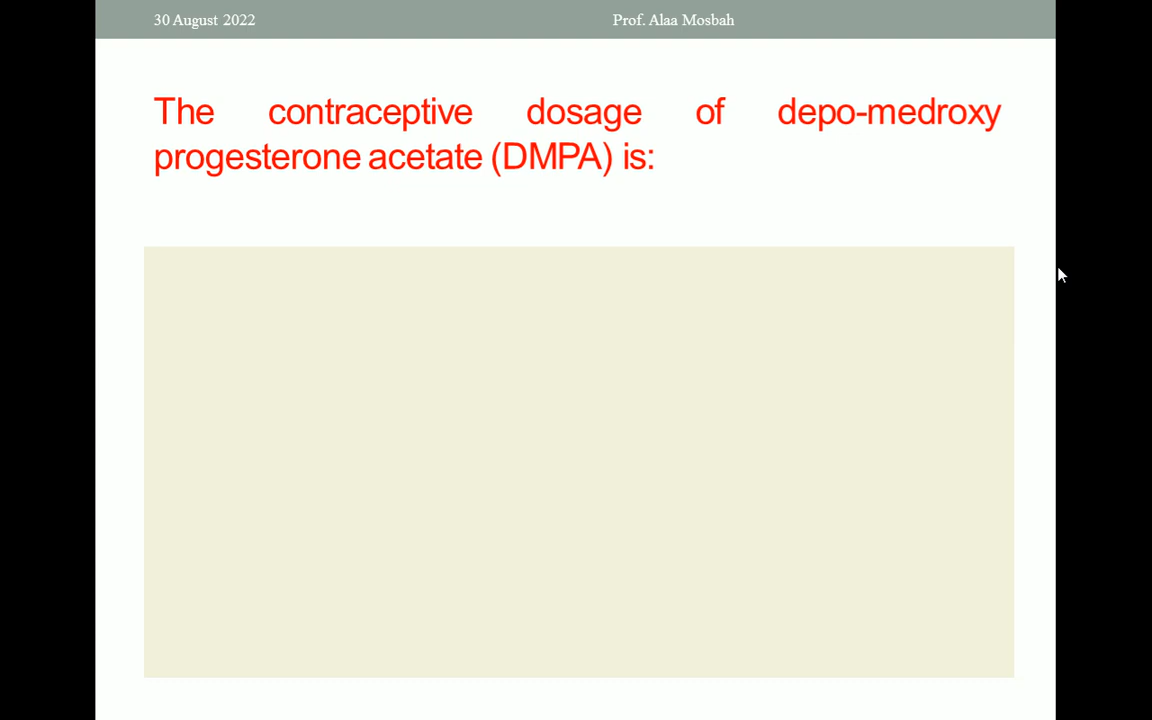 30 August 2022 Prof. Alaa Mosbah
The contraceptive dosage of depo-medroxy
progesterone acetate (DMPA) is: